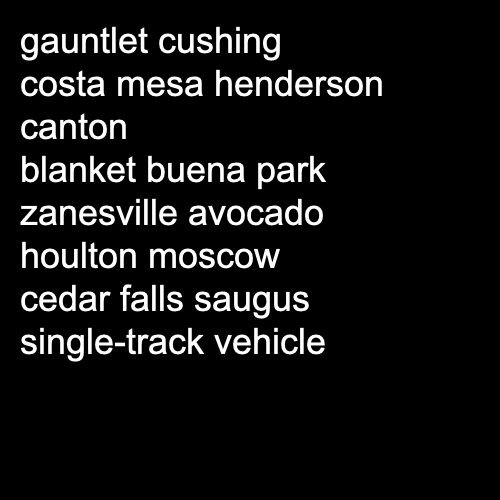 gauntlet cushing
costa mesa henderson
canton
blanket buena park
zanesville avocado
houlton moscow
cedar falls saugus
single-track vehicle